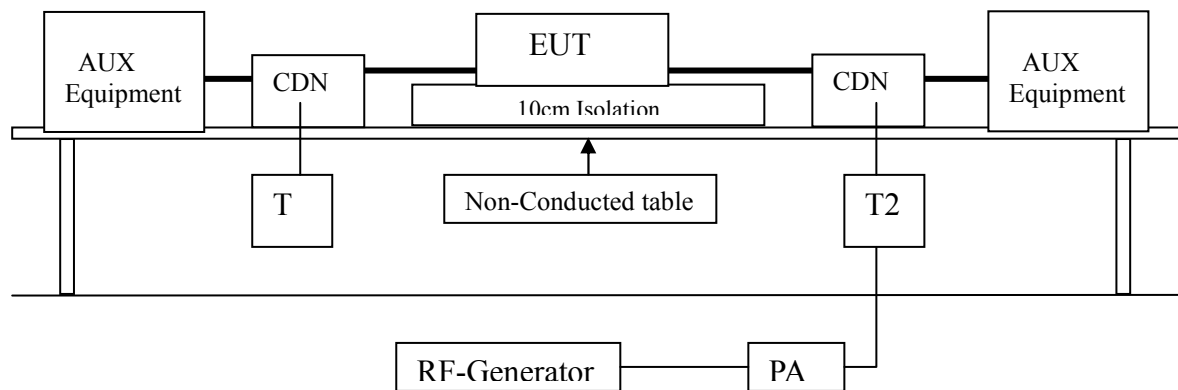 AUX
Equipment
CDN
EUT
CDN
AUX
Equipment
10cm Isolation
T
Non-Conducted table
T2
RF-Generator
PA